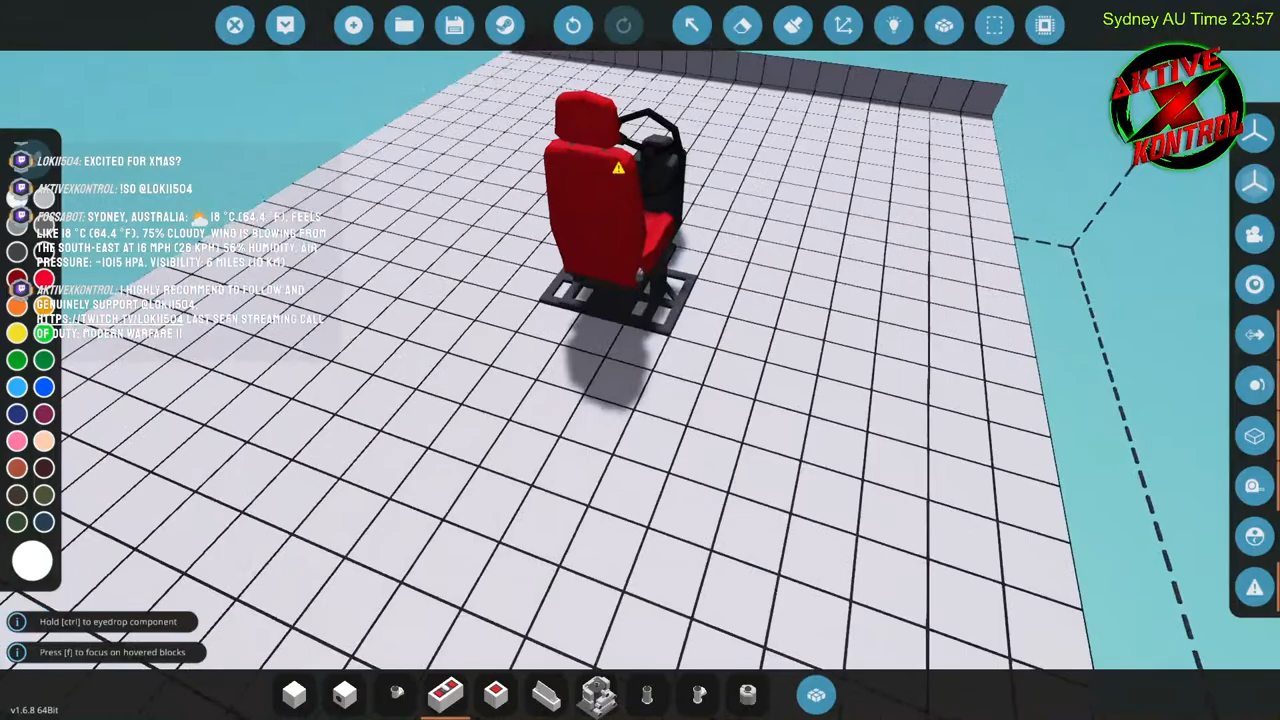 Sydney AU Time 23:57
AKTIVE
X
KONTROL
LOKII504: EXCITED FOR XMAS?
AKTIVEXKONTROL: !SO @LOKII504
FOSSABOT: SYDNEY, AUSTRALIA: 18 °C (64.4 °F). FEELS
LIKE 18 °C (64.4 °F). 75% CLOUDY. WIND IS BLOWING FROM
THE SOUTH-EAST AT 16 MPH (26 KPH) 56% HUMIDITY. AIR
PRESSURE: ~1015 HPA. VISIBILITY: 6 MILES (10 KM).
AKTIVEXKONTROL: I HIGHLY RECOMMEND TO FOLLOW AND
GENUINELY SUPPORT @LOKII504
HTTPS://TWITCH.TV/LOKII504 LAST SEEN STREAMING CALL
OF DUTY: MODERN WARFARE II
Hold [ctrl] to eyedrop component
Press [f] to focus on hovered blocks
v1.6.8 64Bit